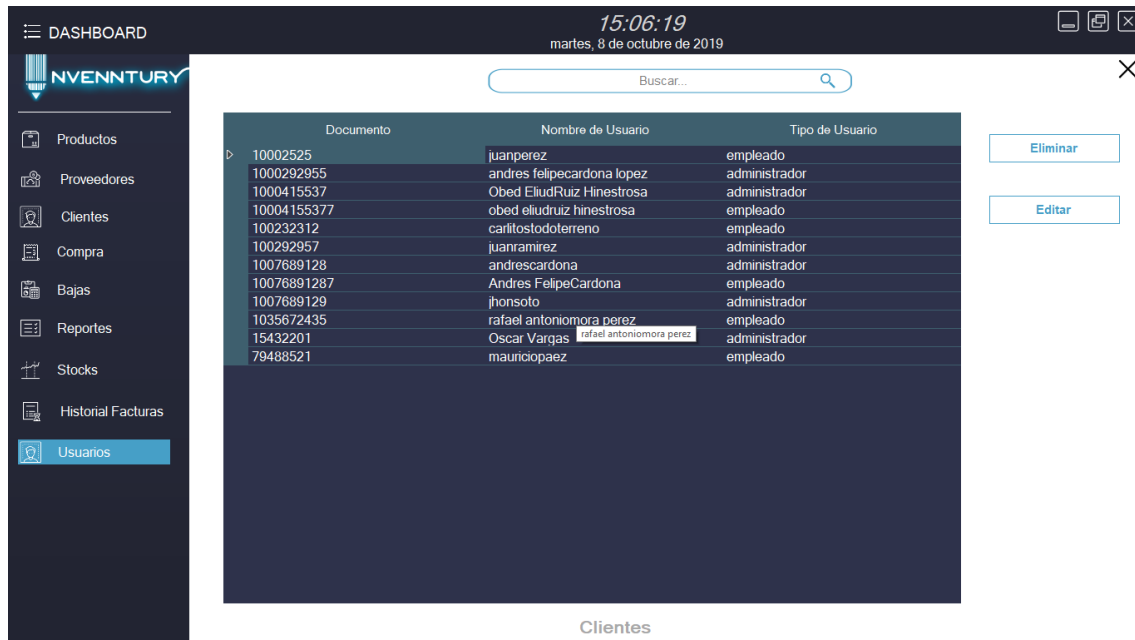 DASHBOARD
15:06:19
martes, 8 de octubre de 2019
NVENNTURY
Buscar...
Productos
Proveedores
Clientes
Compra
Bajas
Reportes
Stocks
Historial Facturas
Usuarios
Documento Nombre de Usuario Tipo de Usuario
10002525 juanperez empleado
1000292955 andres felipecardona lopez administrador
1000415537 Obed EliudRuiz Hinestrosa administrador
10004155377 obed eliudruiz hinestrosa empleado
100232312 carlitostodoterreno empleado
100292957 juanramirez administrador
1007689128 andrescardona administrador
10076891287 Andres FelipeCardona empleado
1007689129 jhonsoto administrador
1035672435 rafael antoniomora perez empleado
15432201 Oscar Vargas administrador
79488521 mauriciopaez empleado
rafael antoniomora perez
Eliminar
Editar
Clientes